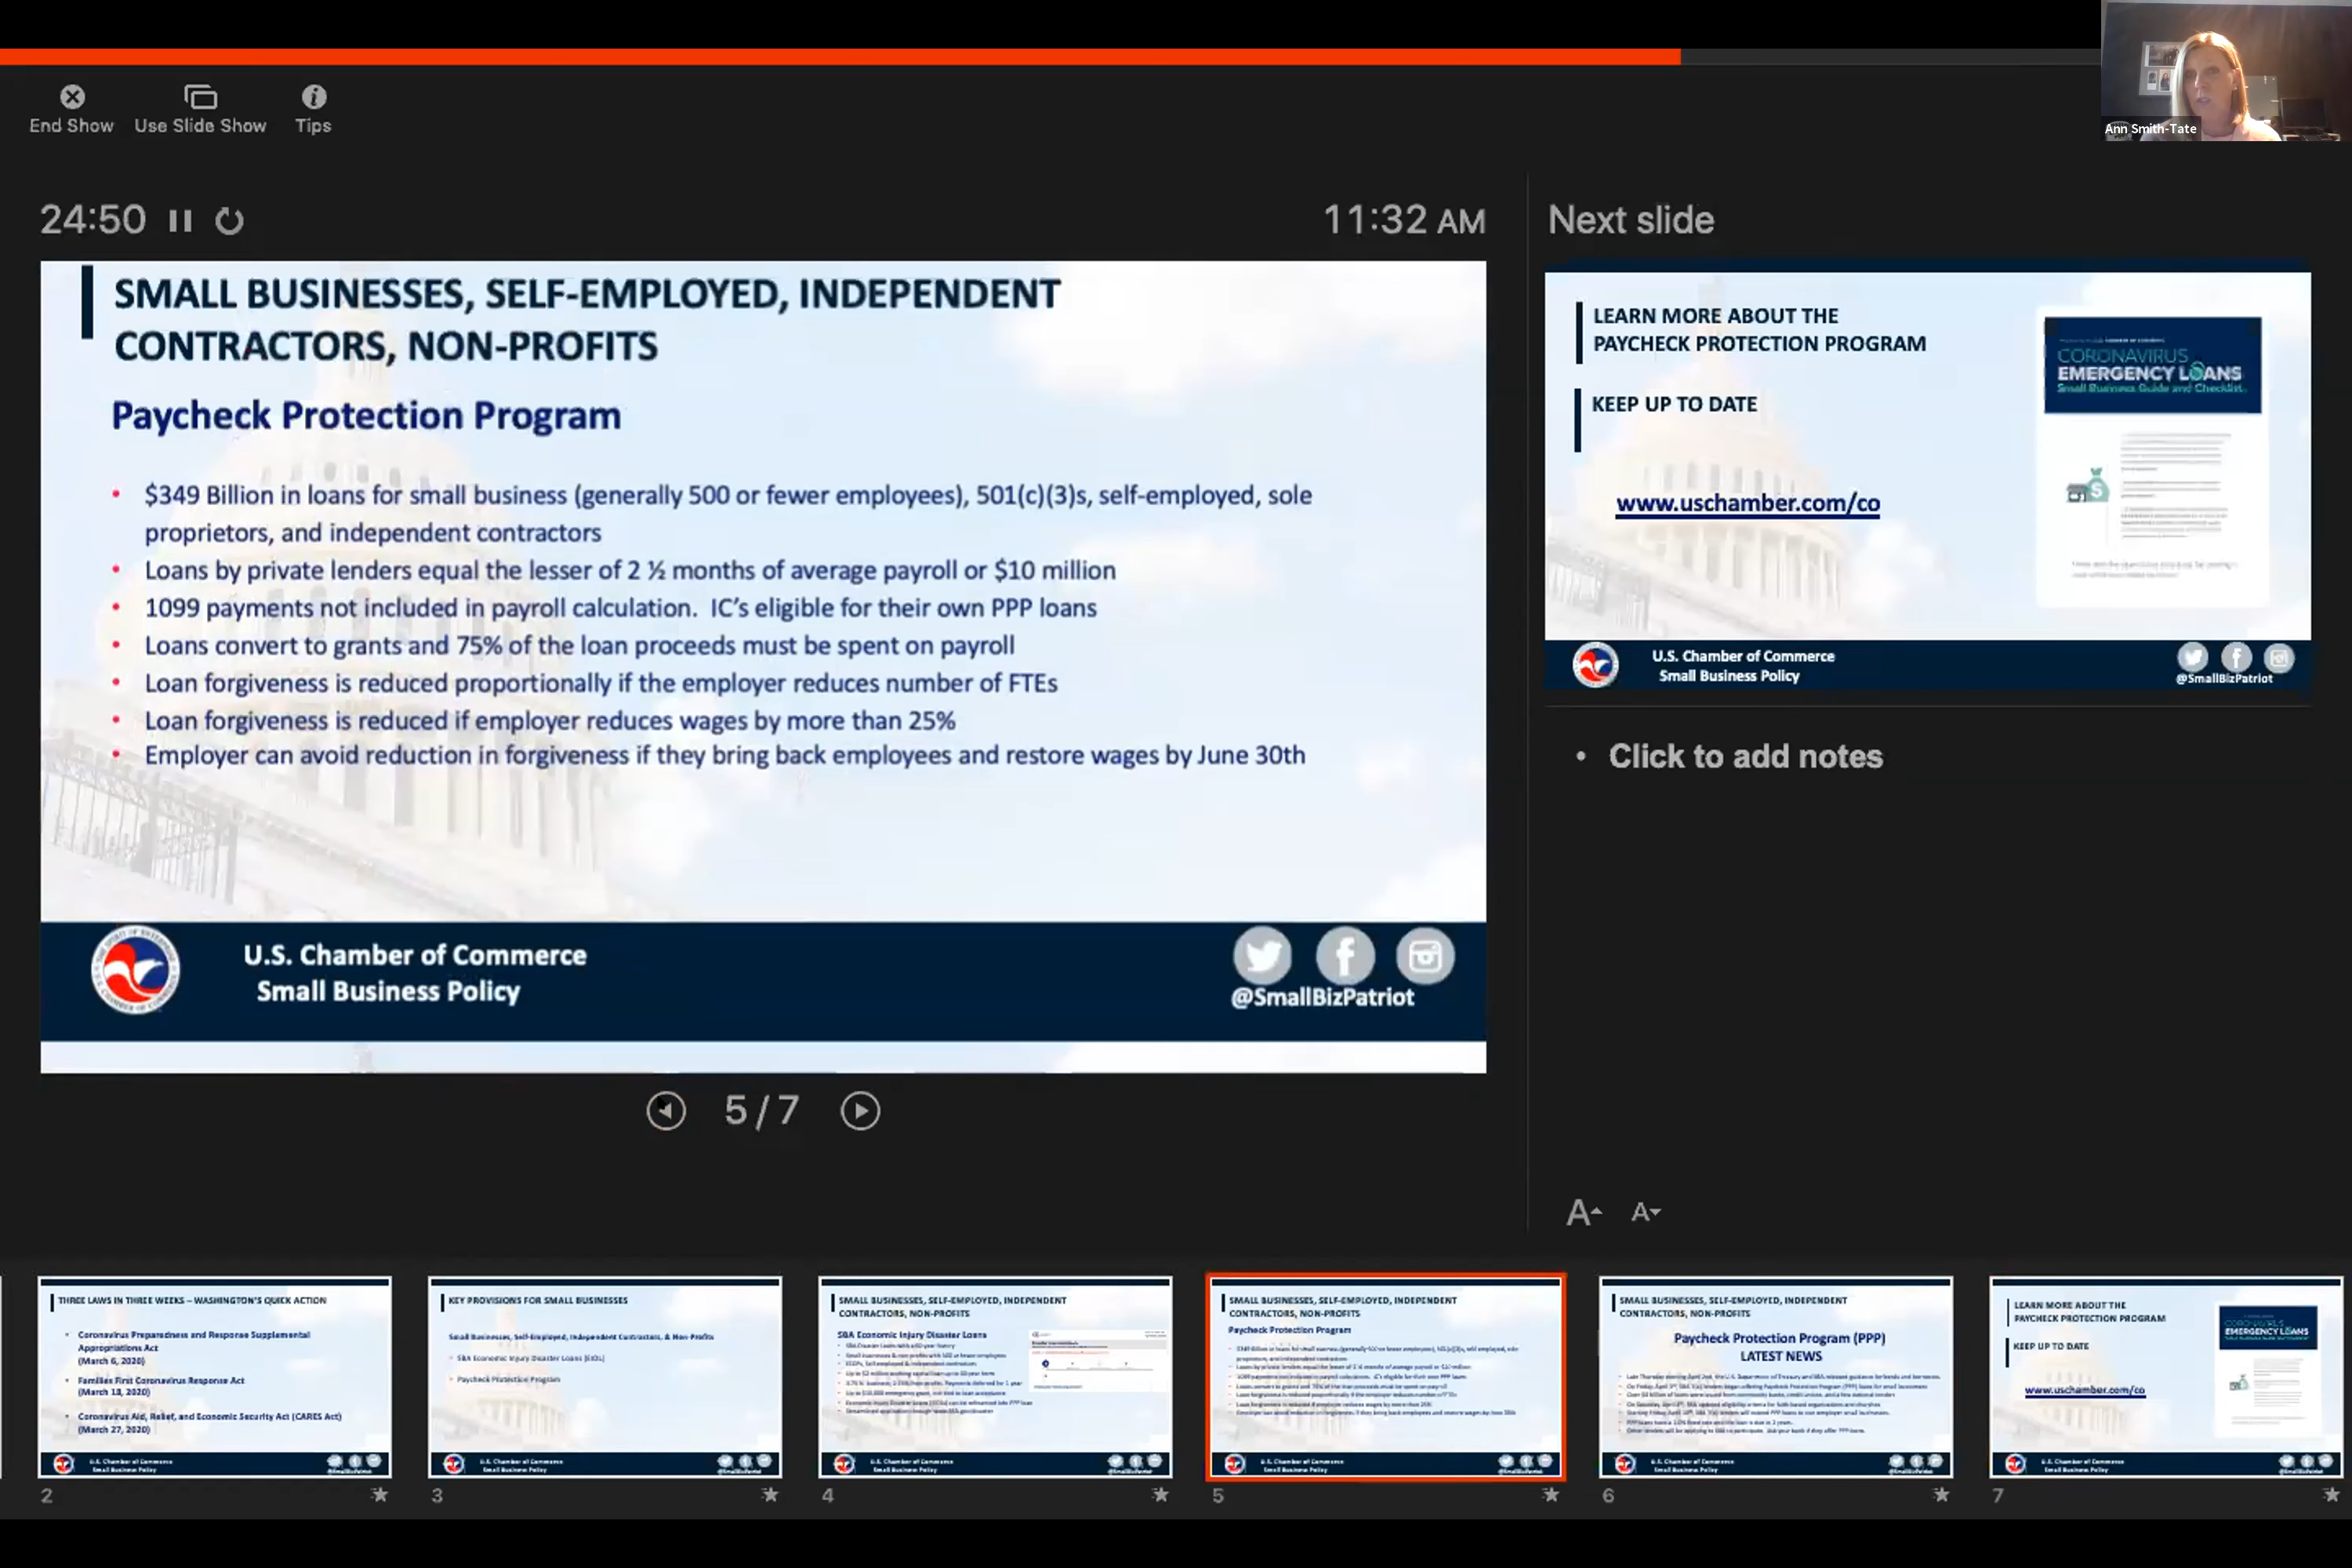 Ann Smith-Tate
End Show
Use Slide Show
Tips
24:50
11:32 AM
SMALL BUSINESSES, SELF-EMPLOYED, INDEPENDENT
CONTRACTORS, NON-PROFITS
Paycheck Protection Program
• $349 Billion in loans for small business (generally 500 or fewer employees), 501(c)(3)s, self-employed, sole
proprietors, and independent contractors
• Loans by private lenders equal the lesser of 2 ½ months of average payroll or $10 million
• 1099 payments not included in payroll calculation. IC's eligible for their own PPP loans
• Loans convert to grants and 75% of the loan proceeds must be spent on payroll
• Loan forgiveness is reduced proportionally if the employer reduces number of FTEs
• Loan forgiveness is reduced if employer reduces wages by more than 25%
• Employer can avoid reduction in forgiveness if they bring back employees and restore wages by June 30th
U.S. Chamber of Commerce
Small Business Policy
@SmallBizPatriot
5 / 7
Next slide
LEARN MORE ABOUT THE
PAYCHECK PROTECTION PROGRAM
KEEP UP TO DATE
www.uschamber.com/co
CORONAVIRUS
EMERGENCY LOANS
Small Business Guide and Checklist
U.S. Chamber of Commerce
Small Business Policy
@SmallBizPatriot
• Click to add notes
A A
THREE LAWS IN THREE WEEKS – WASHINGTON'S QUICK ACTION
• Coronavirus Preparedness and Response Supplemental
Appropriations Act
(March 6, 2020)
• Families First Coronavirus Response Act
(March 18, 2020)
• Coronavirus Aid, Relief, and Economic Security Act (CARES Act)
(March 27, 2020)
U.S. Chamber of Commerce
Small Business Policy
2
KEY PROVISIONS FOR SMALL BUSINESSES
Small Businesses, Self-Employed, Independent Contractors, & Non-Profits
• SBA Economic Injury Disaster Loans (EIDL)
• Paycheck Protection Program
U.S. Chamber of Commerce
Small Business Policy
3
SMALL BUSINESSES, SELF-EMPLOYED, INDEPENDENT
CONTRACTORS, NON-PROFITS
SBA Economic Injury Disaster Loans
U.S. Chamber of Commerce
Small Business Policy
4
SMALL BUSINESSES, SELF-EMPLOYED, INDEPENDENT
CONTRACTORS, NON-PROFITS
Paycheck Protection Program
U.S. Chamber of Commerce
Small Business Policy
5
SMALL BUSINESSES, SELF-EMPLOYED, INDEPENDENT
CONTRACTORS, NON-PROFITS
Paycheck Protection Program (PPP)
LATEST NEWS
U.S. Chamber of Commerce
Small Business Policy
6
LEARN MORE ABOUT THE
PAYCHECK PROTECTION PROGRAM
KEEP UP TO DATE
www.uschamber.com/co
EMERGENCY LOANS
U.S. Chamber of Commerce
Small Business Policy
7